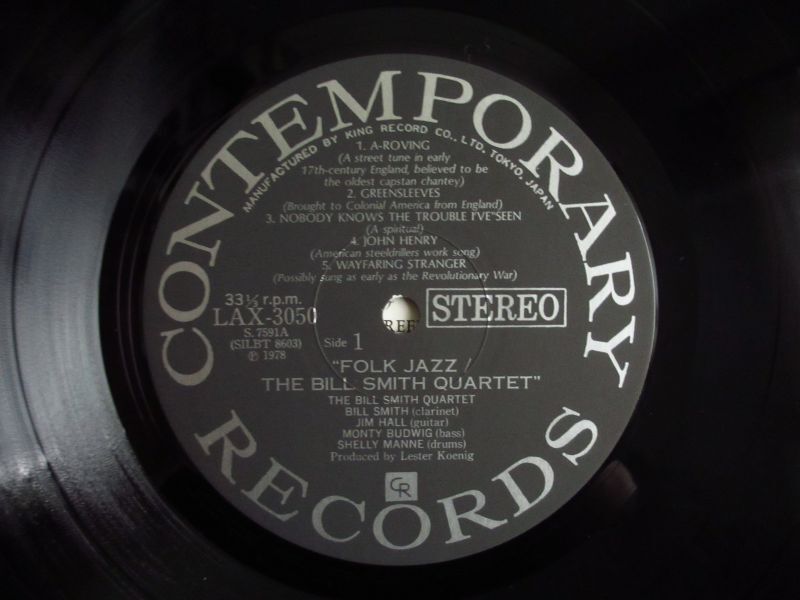 CONTEMPORARY
MANUFACTURED BY KING RECORD CO., LTD. TOKYO, JAPAN
1. A-ROVING
(A street tune in early
17th-century England, believed to be
the oldest capstan chantey)
2. GREENSLEEVES
(Brought to Colonial America from England)
3. NOBODY KNOWS THE TROUBLE I'VE SEEN
(A spiritual)
4. JOHN HENRY
(American steeldrillers work song)
5. WAYFARING STRANGER
(Possibly sung as early as the Revolutionary War)
33⅓ r.p.m.
LAX-3050
S. 7591A
(SILBT 8603)
℗ 1978
STEREO
Side 1
"FOLK JAZZ /
THE BILL SMITH QUARTET"
THE BILL SMITH QUARTET
BILL SMITH (clarinet)
JIM HALL (guitar)
MONTY BUDWIG (bass)
SHELLY MANNE (drums)
Produced by Lester Koenig
CR
RECORDS